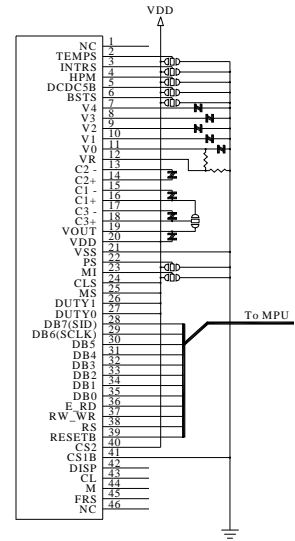 VDD
NC 1
TEMPS 2
INTRS 3
HPM 4
DCDC5B 5
BSTS 6
V4 7
V3 8
V2 9
V1 10
V0 11
VR 12
C2 - 13
C2+ 14
C1 - 15
C1+ 16
C3 - 17
C3+ 18
VOUT 19
VDD 20
VSS 21
PS 22
MI 23
CLS 24
MS 25
DUTY1 26
DUTY0 27
DB7(SID) 28
DB6(SCLK) 29
DB5 30
DB4 31
DB3 32
DB2 33
DB1 34
DB0 35
E_RD 36
RW_WR 37
RS 38
RESETB 39
CS2 40
CS1B 41
DISP 42
CL 43
M 44
FRS 45
NC 46
To MPU